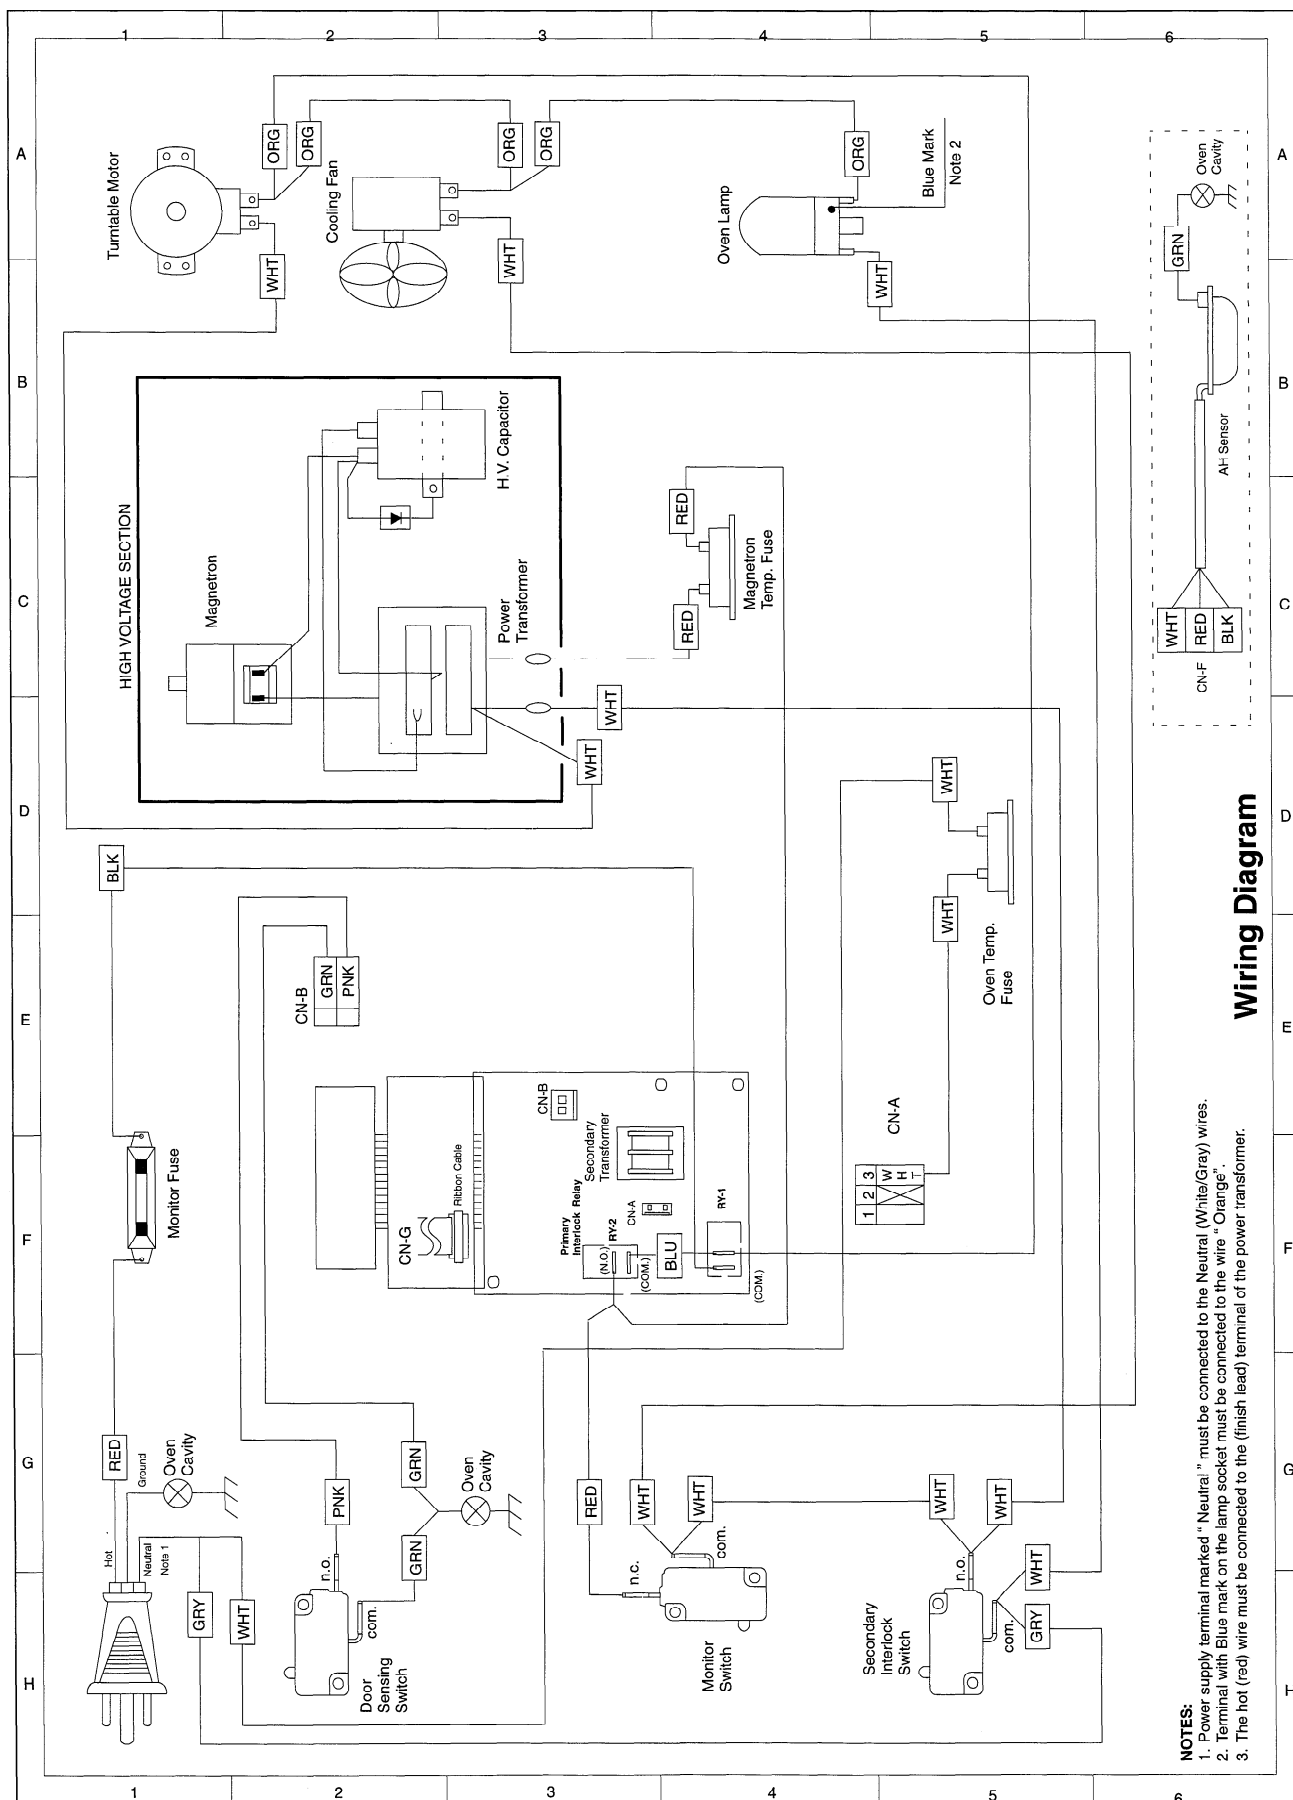 1
2
3
4
5
6
A
B
C
D
E
F
G
H
A
B
C
D
E
F
G
H
1
2
3
4
5
6
Turntable Motor
ORG
ORG
WHT
Cooling Fan
ORG
ORG
WHT
Oven Lamp
ORG
WHT
Blue Mark
Note 2
GRN
Oven
Cavity
AH Sensor
WHT
RED
BLK
CN-F
HIGH VOLTAGE SECTION
Magnetron
H.V. Capacitor
Power
Transformer
WHT
WHT
RED
RED
Magnetron
Temp. Fuse
WHT
WHT
Oven Temp.
Fuse
BLK
Monitor Fuse
RED
CN-B
GRN
PNK
CN-G
Ribbon Cable
CN-B
Secondary
Transformer
Primary
Interlock Relay
RY-2
(N.O.)
(COM.)
CN-A
BLU
RY-1
(COM.)
CN-A
1 2 3
W
H
T
Hot
Ground
Neutral
Note 1
Oven
Cavity
GRY
WHT
PNK
n.o.
GRN
GRN
com.
Oven
Cavity
Door
Sensing
Switch
RED
n.c.
WHT
WHT
com.
Monitor
Switch
WHT
WHT
n.o.
WHT
GRY
com.
Secondary
Interlock
Switch
Wiring Diagram
NOTES:
1. Power supply terminal marked " Neutral " must be connected to the Neutral (White/Gray) wires.
2. Terminal with Blue mark on the lamp socket must be connected to the wire " Orange".
3. The hot (red) wire must be connected to the (finish lead) terminal of the power transformer.